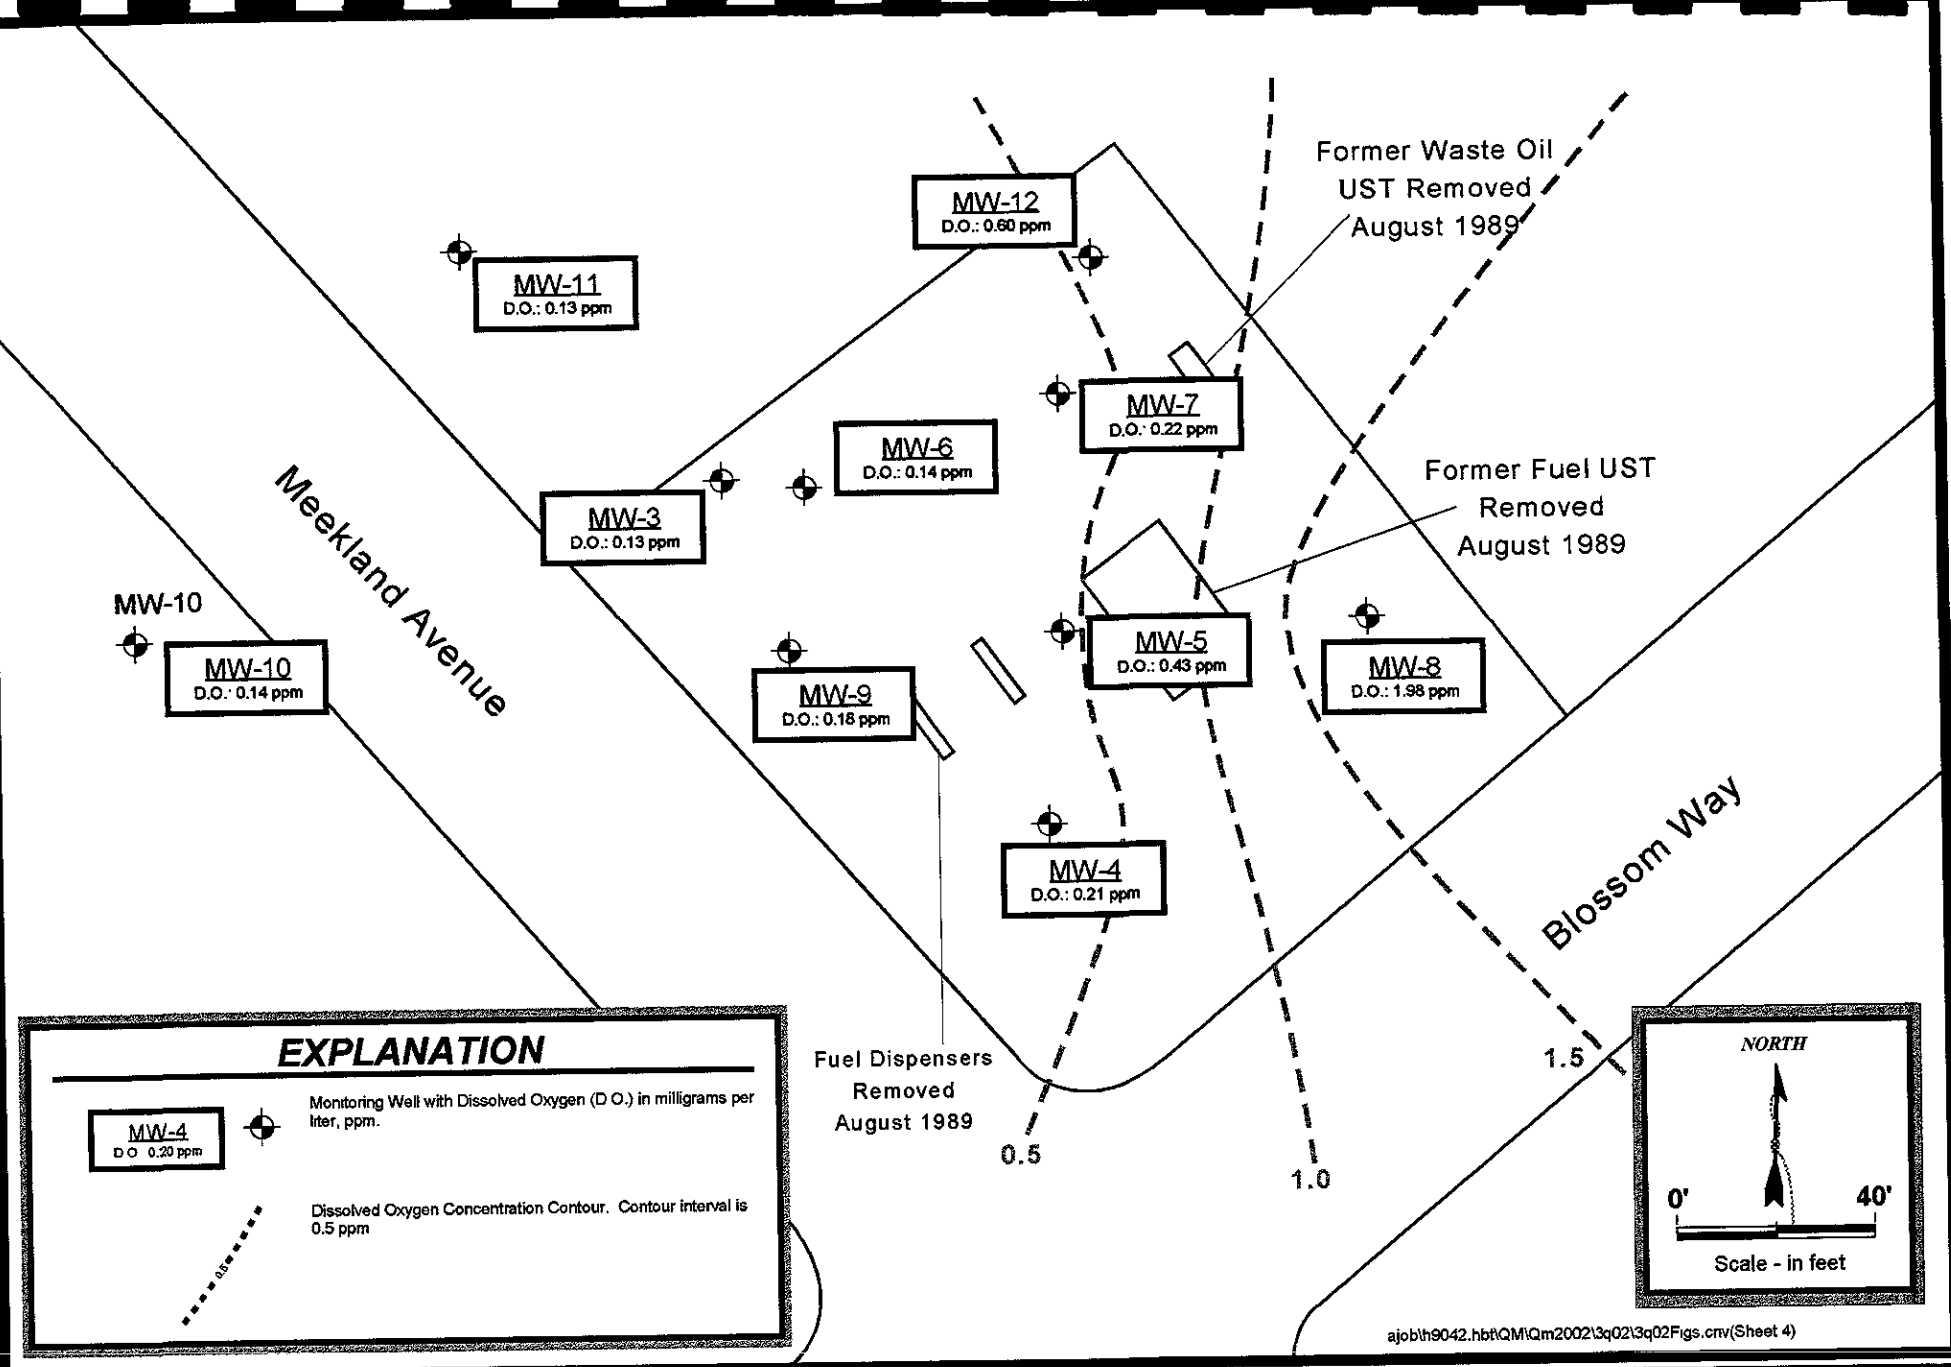 Former Waste Oil
UST Removed
August 1989
MW-12
D.O.: 0.60 ppm
MW-11
D.O.: 0.13 ppm
MW-7
D.O.: 0.22 ppm
MW-6
D.O.: 0.14 ppm
Former Fuel UST
Removed
August 1989
MW-3
D.O.: 0.13 ppm
Meekland Avenue
MW-10
MW-10
D.O.: 0.14 ppm
MW-5
D.O.: 0.43 ppm
MW-8
D.O.: 1.98 ppm
MW-9
D.O.: 0.18 ppm
MW-4
D.O.: 0.21 ppm
Blossom Way
Fuel Dispensers
Removed
August 1989
0.5
1.0
1.5
EXPLANATION
MW-4
D O 0.20 ppm
Monitoring Well with Dissolved Oxygen (D O.) in milligrams per
liter, ppm.
0.5
Dissolved Oxygen Concentration Contour. Contour interval is
0.5 ppm
NORTH
0'
40'
Scale - in feet
ajob\h9042.hbt\QM\Qm2002\3q02\3q02Figs.cnv(Sheet 4)